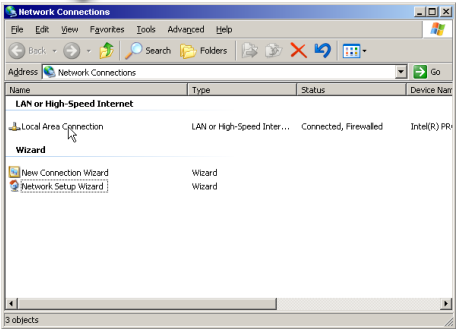 Network Connections
File Edit View Favorites Tools Advanced Help
Back Search Folders
Address Network Connections Go
Name Type Status Device Nam
LAN or High-Speed Internet
Local Area Connection LAN or High-Speed Inter... Connected, Firewalled Intel(R) PR
Wizard
New Connection Wizard Wizard
Network Setup Wizard Wizard
3 objects